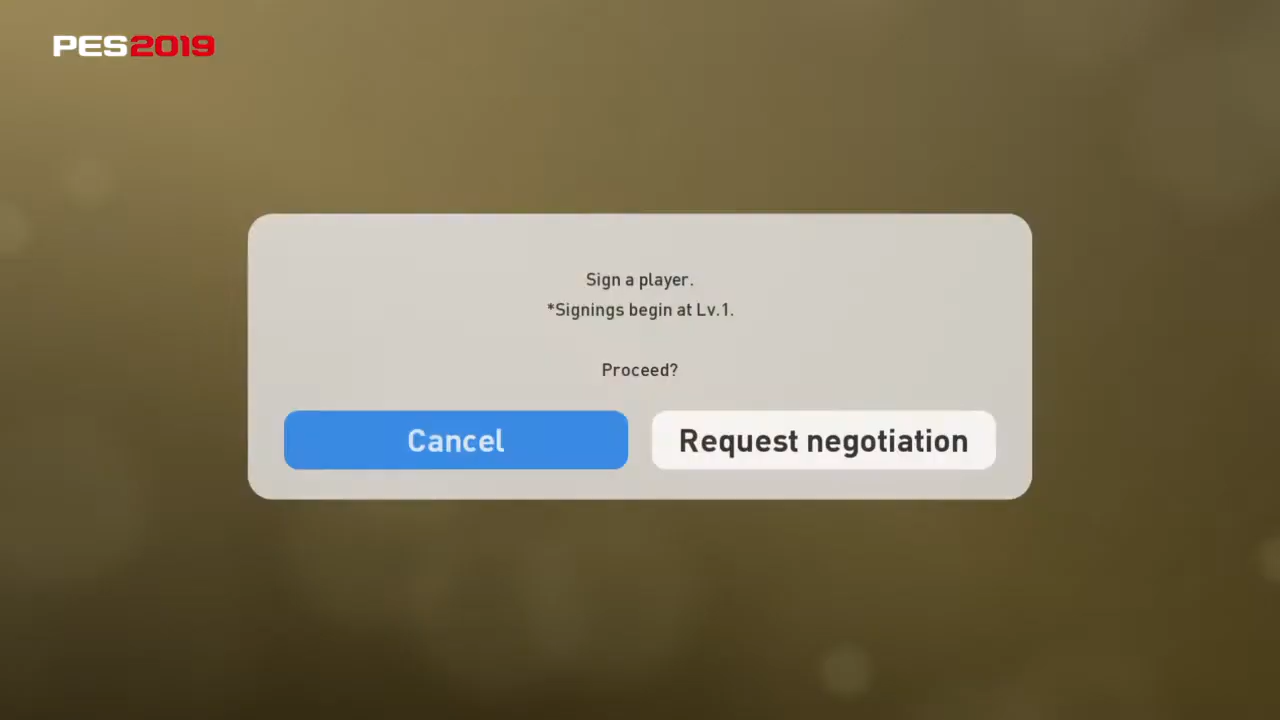 PES2019
Sign a player.
*Signings begin at Lv.1.
Proceed?
Cancel
Request negotiation